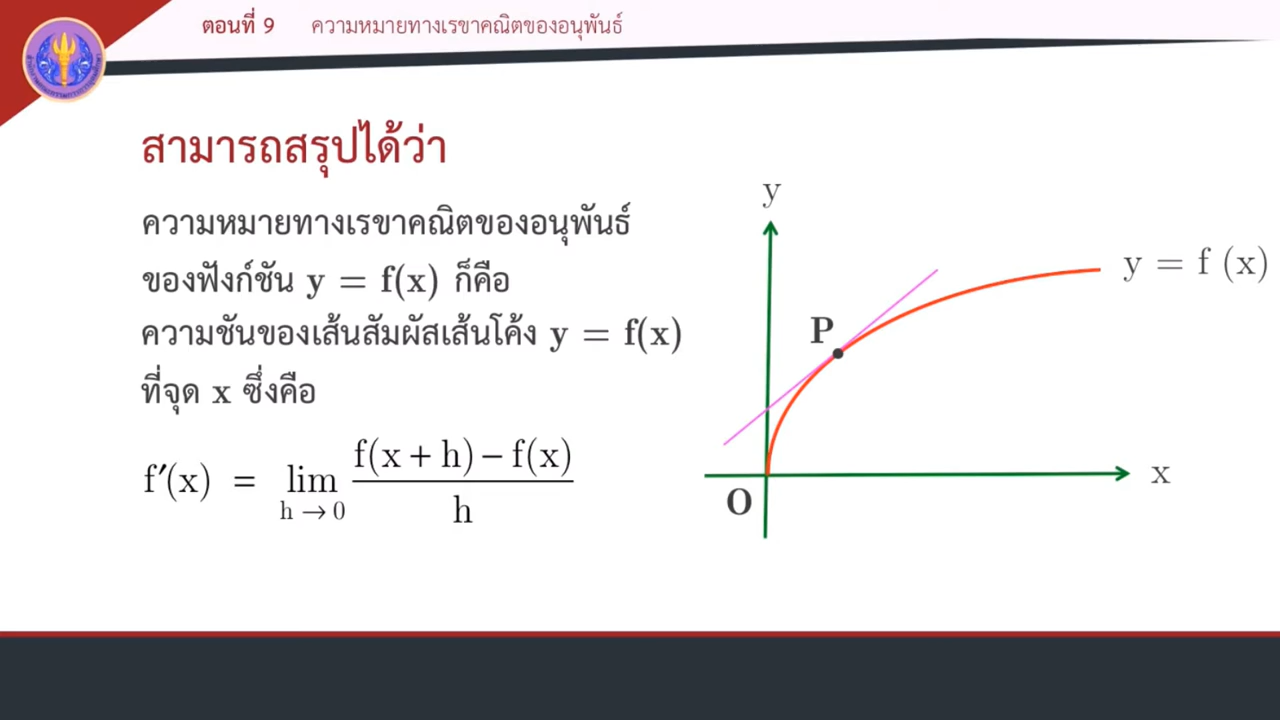 ตอนที่ 9 ความหมายทางเรขาคณิตของอนุพันธ์
สามารถสรุปได้ว่า
ความหมายทางเรขาคณิตของอนุพันธ์
ของฟังก์ชัน y = f(x) ก็คือ
ความชันของเส้นสัมผัสเส้นโค้ง y = f(x)
ที่จุด x ซึ่งคือ
f′(x) = lim h → 0 f(x + h) − f(x) / h
y
y = f (x)
P
x
O